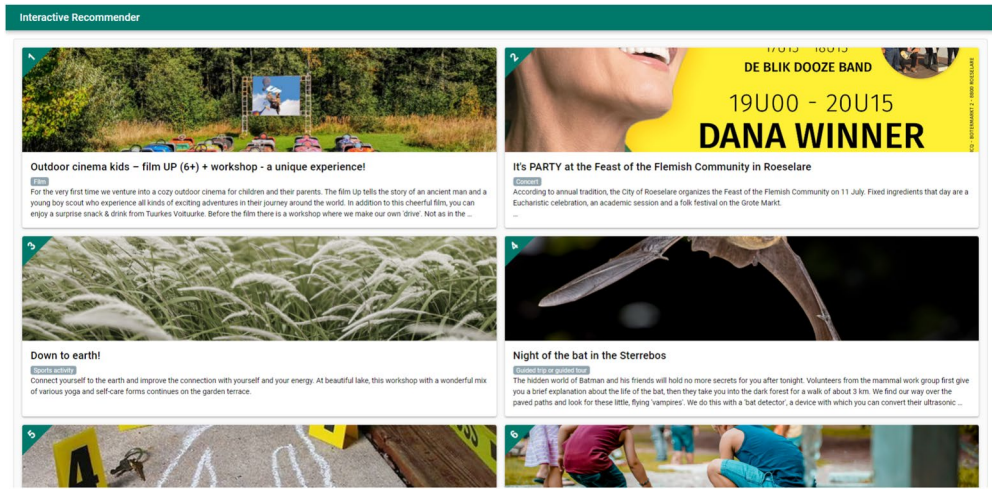 Interactive Recommender
1
2
17U15 - 18U15
DE BLIK DOOZE BAND
19U00 - 20U15
DANA WINNER
BOTERMARKT 2 - 8800 ROESELARE
Outdoor cinema kids – film UP (6+) + workshop - a unique experience!
Film
For the very first time we venture into a cozy outdoor cinema for children and their parents. The film Up tells the story of an ancient man and a
young boy scout who experience all kinds of exciting adventures in their journey around the world. In addition to this cheerful film, you can
enjoy a surprise snack & drink from Tuurkes Voituurke. Before the film there is a workshop where we make our own 'drive'. Not as in the ...
It's PARTY at the Feast of the Flemish Community in Roeselare
Concert
According to annual tradition, the City of Roeselare organizes the Feast of the Flemish Community on 11 July. Fixed ingredients that day are a
Eucharistic celebration, an academic session and a folk festival on the Grote Markt.
...
3
4
Down to earth!
Sports activity
Connect yourself to the earth and improve the connection with yourself and your energy. At beautiful lake, this workshop with a wonderful mix
of various yoga and self-care forms continues on the garden terrace.
Night of the bat in the Sterrebos
Guided trip or guided tour
The hidden world of Batman and his friends will hold no more secrets for you after tonight. Volunteers from the mammal work group first give
you a brief explanation about the life of the bat, then they take you into the dark forest for a walk of about 3 km. We find our way over the
paved paths and look for these little, flying 'vampires'. We do this with a 'bat detector', a device with which you can convert their ultrasonic ...
5
4
6